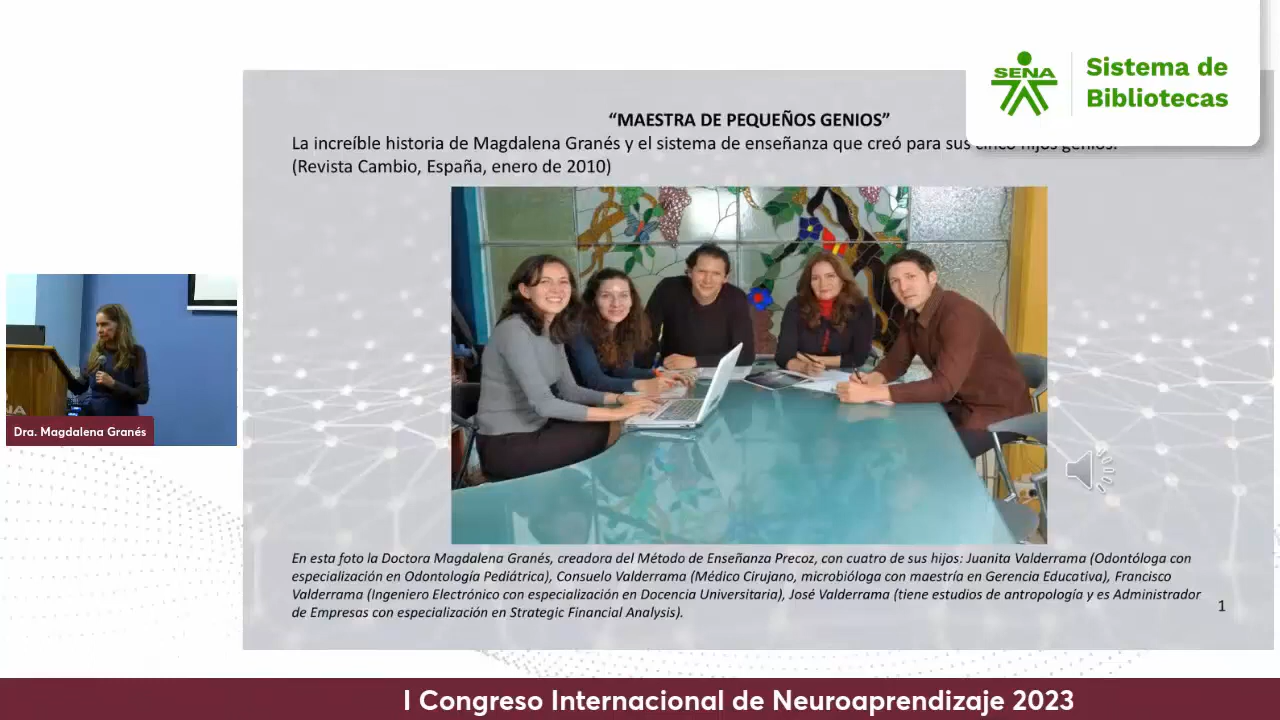 SENA
Sistema de
Bibliotecas
“MAESTRA DE PEQUEÑOS GENIOS”
La increíble historia de Magdalena Granés y el sistema de enseñanza que creó para sus cinco hijos genios.
(Revista Cambio, España, enero de 2010)
NA
Dra. Magdalena Granés
En esta foto la Doctora Magdalena Granés, creadora del Método de Enseñanza Precoz, con cuatro de sus hijos: Juanita Valderrama (Odontóloga con
especialización en Odontología Pediátrica), Consuelo Valderrama (Médico Cirujano, microbióloga con maestría en Gerencia Educativa), Francisco
Valderrama (Ingeniero Electrónico con especialización en Docencia Universitaria), José Valderrama (tiene estudios de antropología y es Administrador
de Empresas con especialización en Strategic Financial Analysis).
1
I Congreso Internacional de Neuroaprendizaje 2023